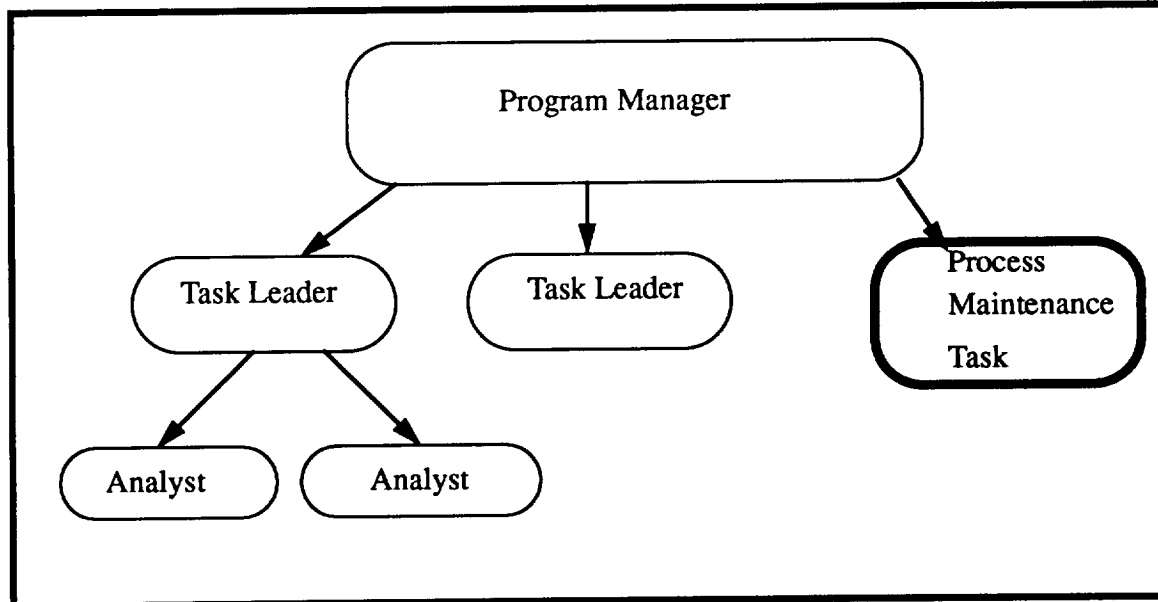 Program Manager
Task Leader
Task Leader
Process
Maintenance
Task
Analyst
Analyst